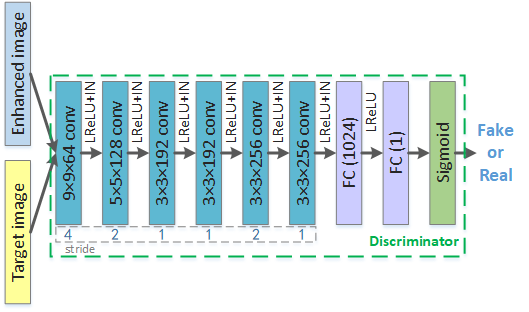 Enhanced image
Target image
9×9×64 conv
LReLU+IN
5×5×128 conv
LReLU+IN
3×3×192 conv
LReLU+IN
3×3×192 conv
LReLU+IN
3×3×256 conv
LReLU+IN
3×3×256 conv
LReLU+IN
FC (1024)
LReLU
FC (1)
Sigmoid
Fake
or
Real
4 2 1 1 2 1
stride
Discriminator